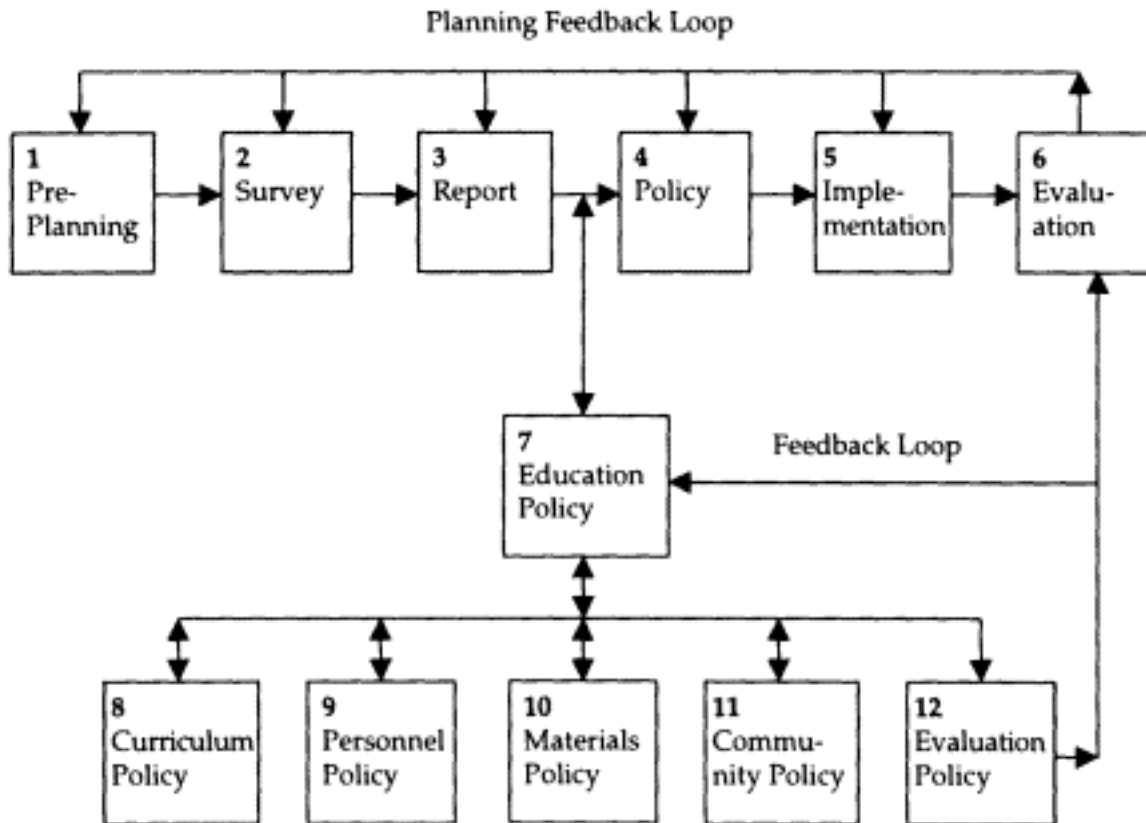 Planning Feedback Loop
1
Pre-
Planning
2
Survey
3
Report
4
Policy
5
Imple-
mentation
6
Evalu-
ation
7
Education
Policy
Feedback Loop
8
Curriculum
Policy
9
Personnel
Policy
10
Materials
Policy
11
Commu-
nity Policy
12
Evaluation
Policy